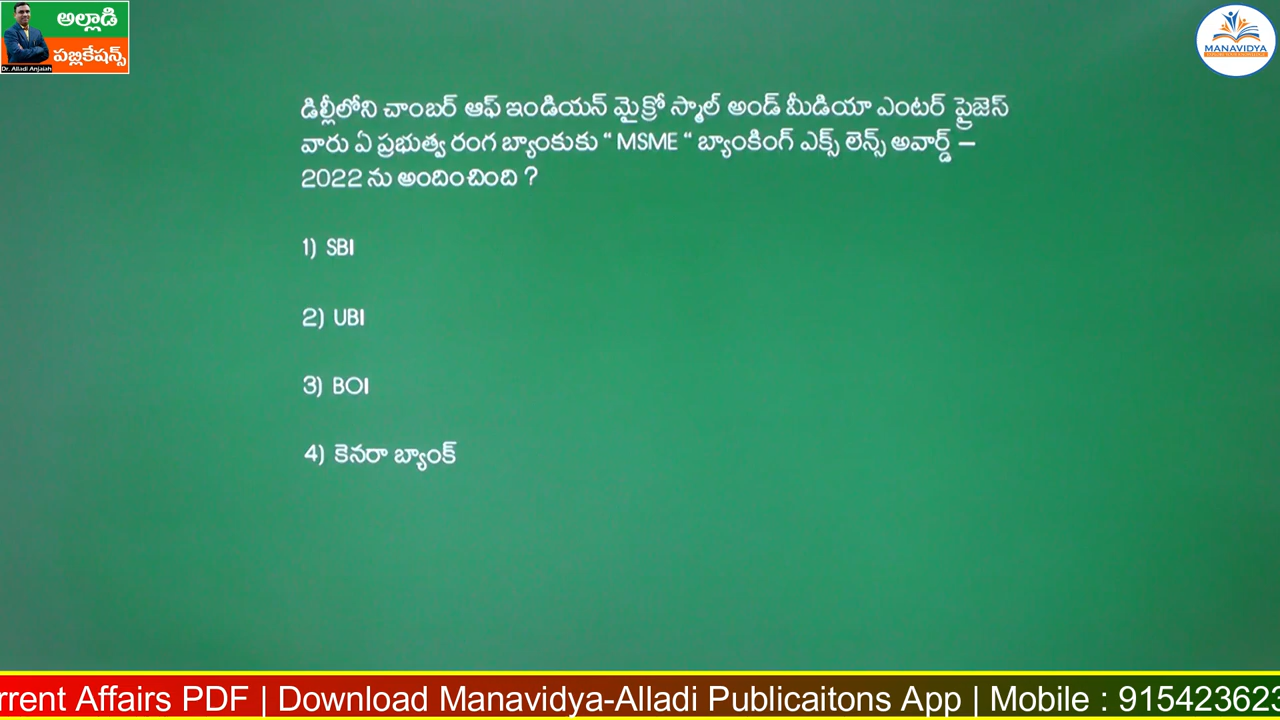 అల్లాడి
పబ్లికేషన్స్
Dr. Alladi Anjaiah
MANAVIDYA
డిల్లీలోని చాంబర్ ఆఫ్ ఇండియన్ మైక్రో స్మాల్ అండ్ మీడియా ఎంటర్ ప్రైజెస్
వారు ఏ ప్రభుత్వ రంగ బ్యాంకుకు “ MSME “ బ్యాంకింగ్ ఎక్స్ లెన్స్ అవార్డ్ –
2022 ను అందించింది ?
1) SBI
2) UBI
3) BOI
4) కెనరా బ్యాంక్
rrent Affairs PDF | Download Manavidya-Alladi Publicaitons App | Mobile : 915423623